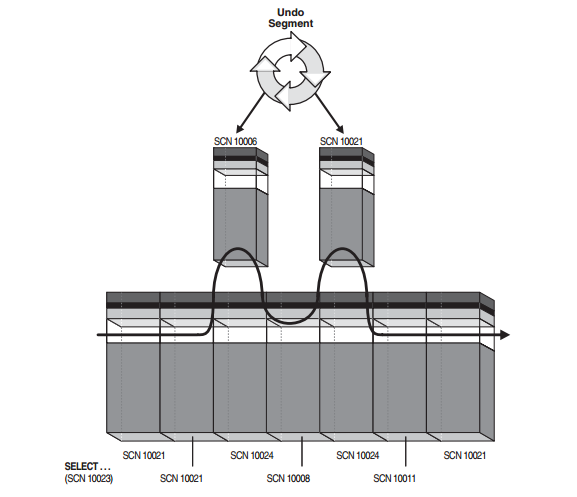 Undo
Segment
SCN 10006
SCN 10021
SCN 10021
SCN 10024
SCN 10024
SCN 10021
SELECT . . .
(SCN 10023)
SCN 10021
SCN 10008
SCN 10011